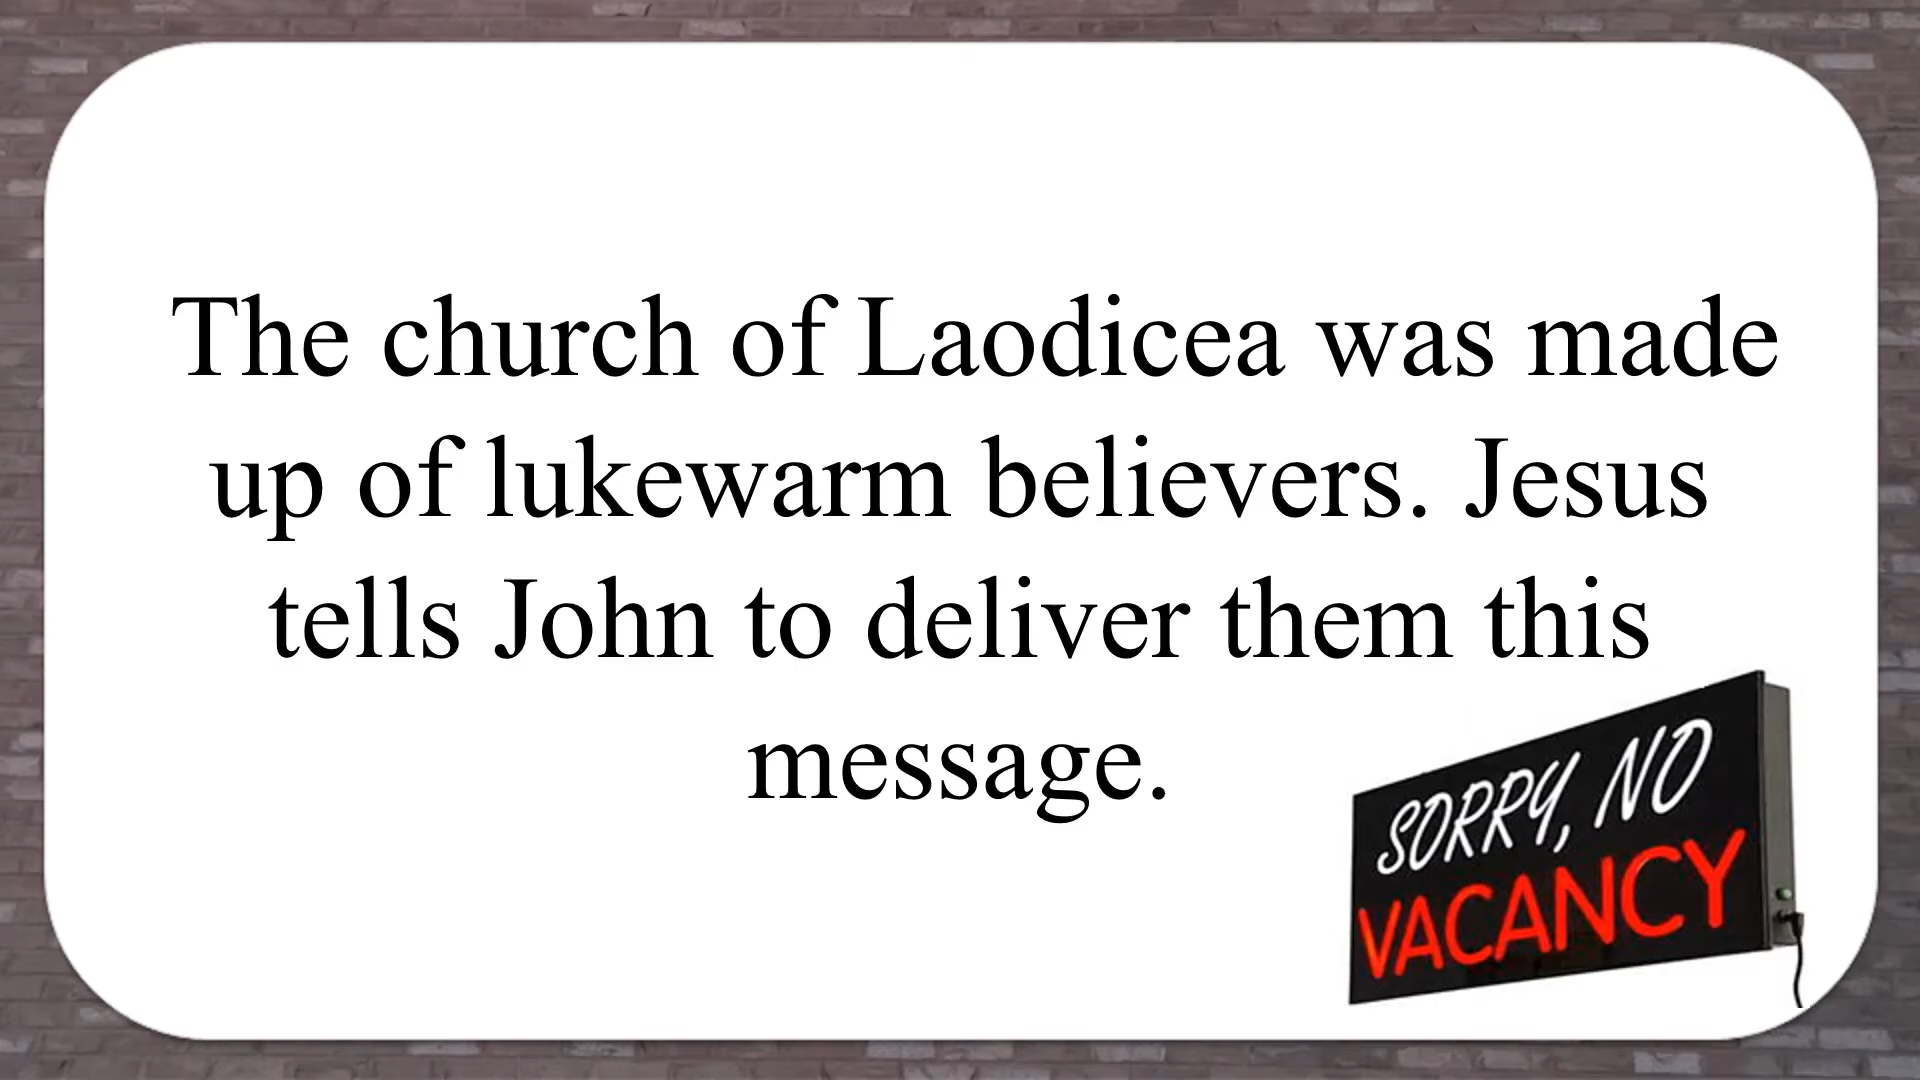 The church of Laodicea was made
up of lukewarm believers. Jesus
tells John to deliver them this
message.
SORRY, NO
VACANCY